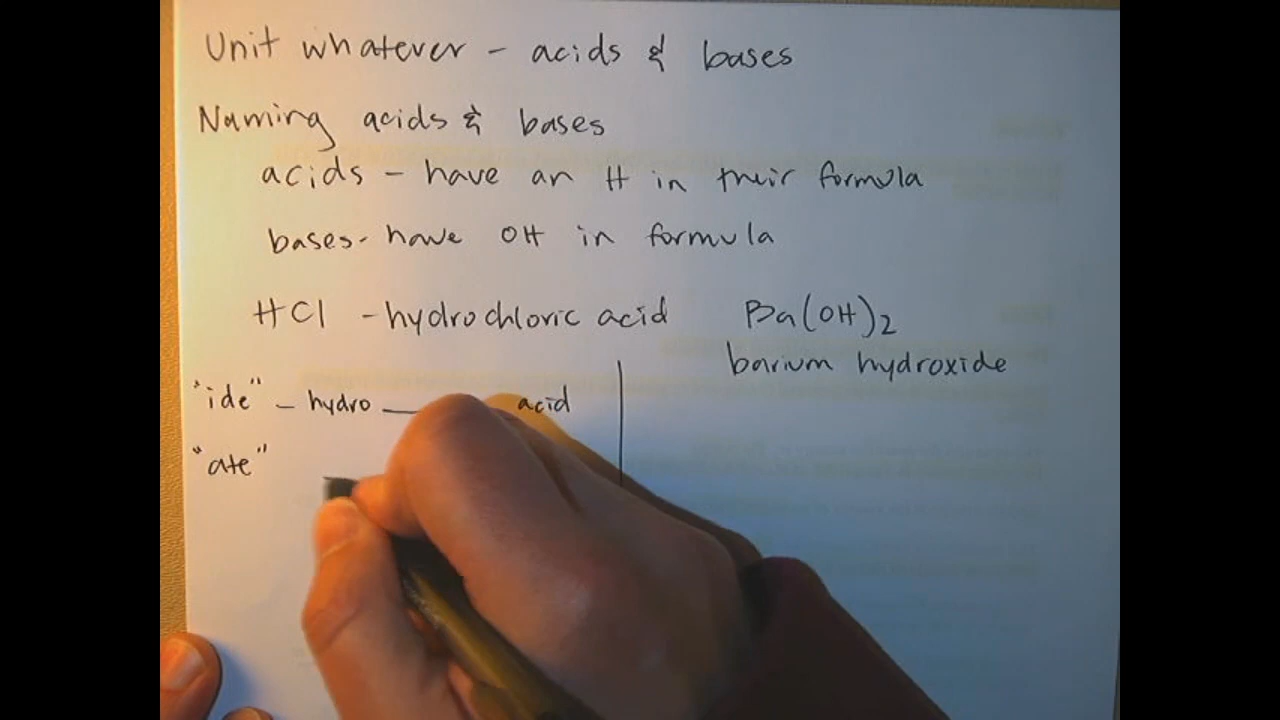 Unit whatever - acids & bases
Naming acids & bases
acids - have an H in their formula
bases - have OH in formula
HCl - hydrochloric acid Ba(OH)2
barium hydroxide
"ide" - hydro __ acid
"ate"